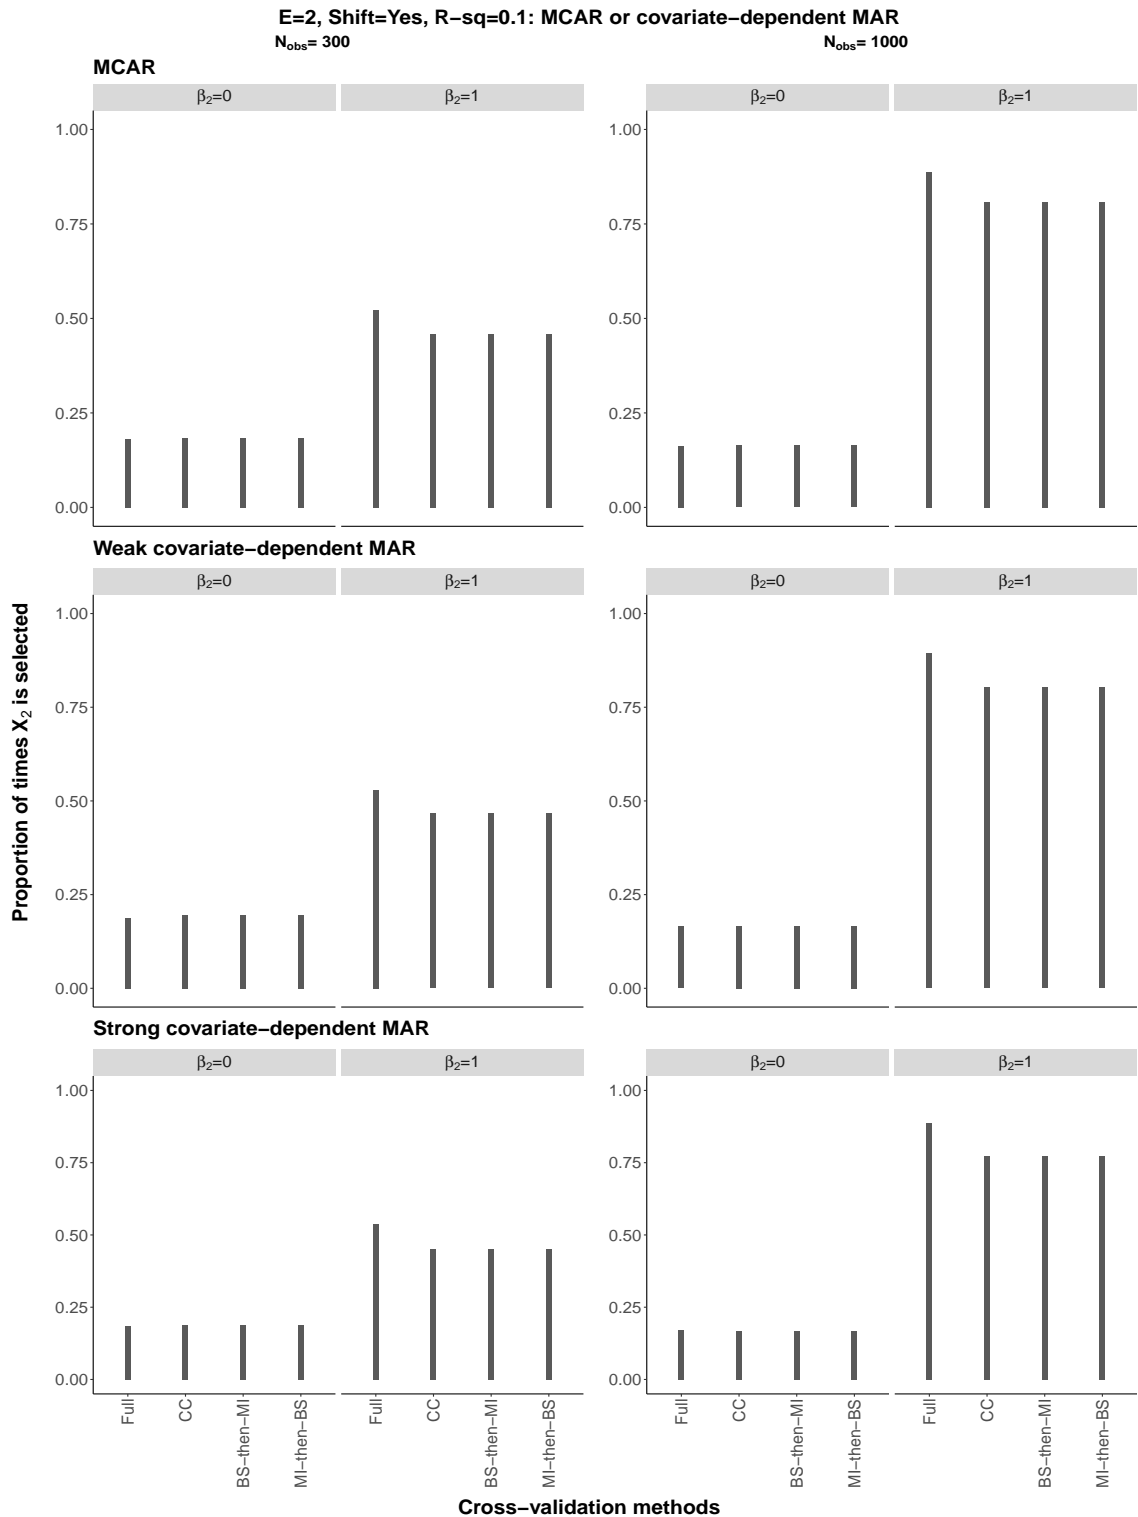 E=2, Shift=Yes, R−sq=0.1: MCAR or covariate−dependent MAR
Nobs= 300
Nobs= 1000
MCAR
β2=0
β2=1
β2=0
β2=1
1.00
0.75
0.50
0.25
0.00
1.00
0.75
0.50
0.25
0.00
Weak covariate−dependent MAR
β2=0
β2=1
β2=0
β2=1
1.00
0.75
0.50
0.25
0.00
1.00
0.75
0.50
0.25
0.00
Proportion of times X2 is selected
Strong covariate−dependent MAR
β2=0
β2=1
β2=0
β2=1
1.00
0.75
0.50
0.25
0.00
1.00
0.75
0.50
0.25
0.00
Full
CC
BS−then−MI
MI−then−BS
Full
CC
BS−then−MI
MI−then−BS
Full
CC
BS−then−MI
MI−then−BS
Full
CC
BS−then−MI
MI−then−BS
Cross−validation methods